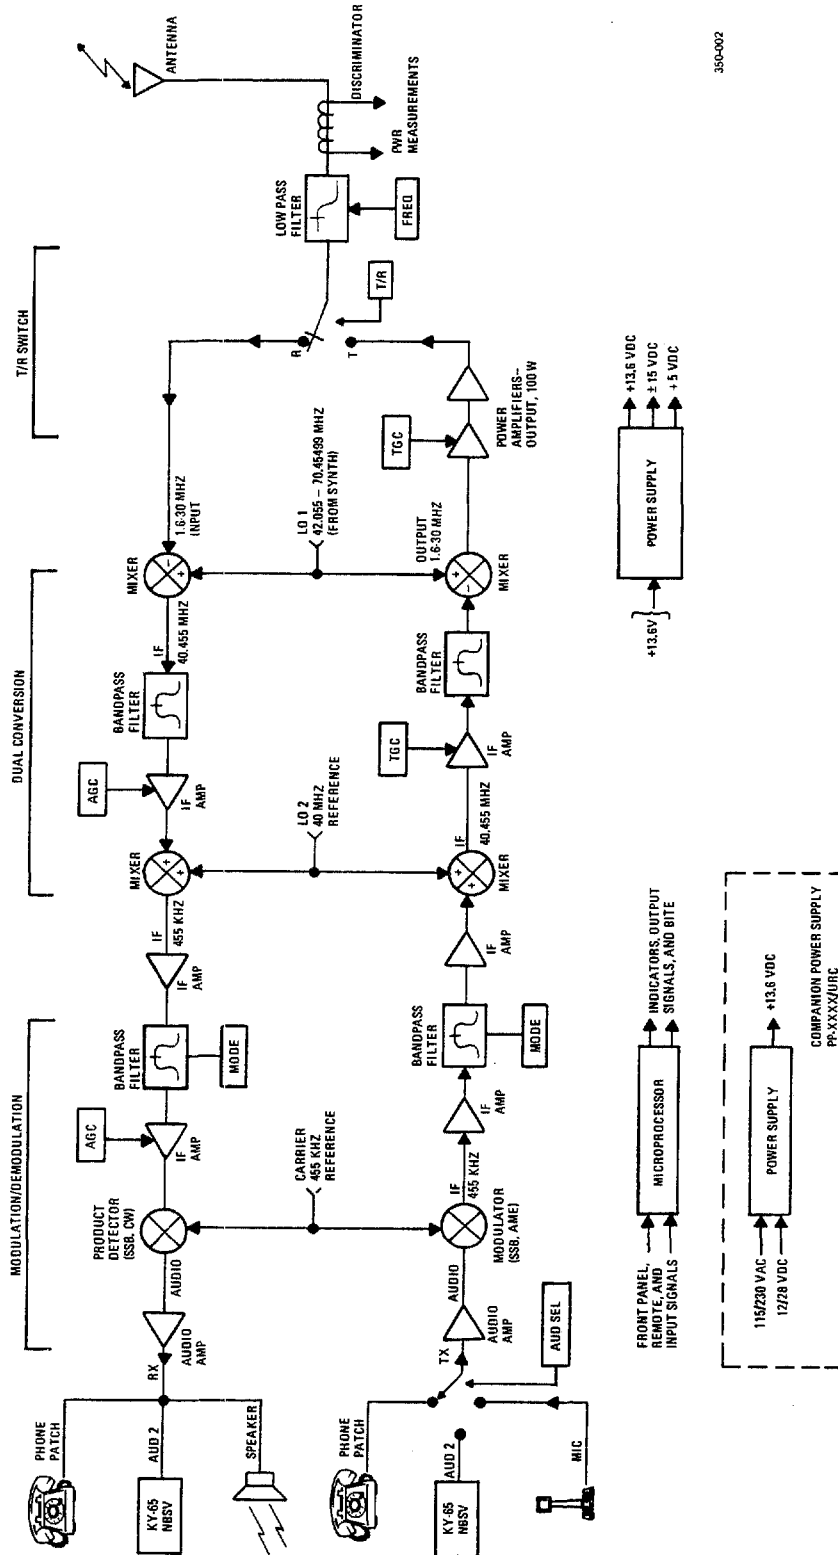 MODULATION/DEMODULATION
DUAL CONVERSION
T/R SWITCH
PHONE
PATCH
AUD 2
KY-65
NBSV
SPEAKER
RX
AUDIO
AMP
AUDIO
PRODUCT
DETECTOR
(SSB, CW)
AGC
IF
AMP
BANDPASS
FILTER
MODE
IF
AMP
IF
455 KHZ
MIXER
AGC
IF
AMP
BANDPASS
FILTER
IF
40.455 MHZ
MIXER
1.6-30 MHZ
INPUT
R
T
T/R
LOW PASS
FILTER
FREQ
DISCRIMINATOR
PWR
MEASUREMENTS
ANTENNA
CARRIER
455 KHZ
REFERENCE
LO 2
40 MHZ
REFERENCE
LO 1
42.055 – 70.45499 MHZ
(FROM SYNTH)
PHONE
PATCH
AUD 2
KY-65
NBSV
MIC
TX
AUD SEL
AUDIO
AMP
AUDIO
MODULATOR
(SSB, AME)
IF
455 KHZ
IF
AMP
BANDPASS
FILTER
MODE
IF
AMP
MIXER
IF
40.455 MHZ
TGC
IF
AMP
BANDPASS
FILTER
MIXER
OUTPUT
1.6-30 MHZ
TGC
POWER
AMPLIFIERS–
OUTPUT, 100 W
FRONT PANEL,
REMOTE, AND
INPUT SIGNALS
MICROPROCESSOR
INDICATORS, OUTPUT
SIGNALS, AND BITE
+13.6V
POWER SUPPLY
+13.6 VDC
± 15 VDC
+ 5 VDC
115/230 VAC
12/28 VDC
POWER SUPPLY
+13.6 VDC
COMPANION POWER SUPPLY
PP-XXXX/URC
350-002